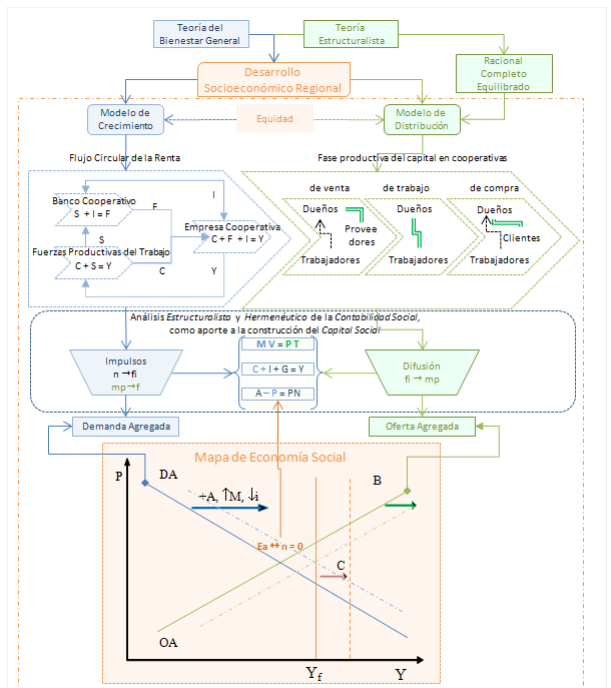 Teoría del
Bienestar General
Teoría
Estructuralista
Desarrollo
Socioeconómico Regional
Racional
Completo
Equilibrado
Modelo de
Crecimiento
Equidad
Modelo de
Distribución
Flujo Circular de la Renta
Fase productiva del capital en cooperativas
Banco Cooperativo
S + I = F
F
I
Empresa Cooperativa
C + F + I = Y
S
Fuerzas Productivas del Trabajo
C + S = Y
C
Y
de venta
de trabajo
de compra
Dueños
Provee
dores
Trabajadores
Dueños
Trabajadores
Dueños
Clientes
Trabajadores
Análisis Estructuralista y Hermenéutico de la Contabilidad Social,
como aporte a la construcción del Capital Social
Impulsos
n→fi
mp→f
M V = P T
C + I + G = Y
A – P = PN
Difusión
fi → mp
Demanda Agregada
Oferta Agregada
Mapa de Economía Social
P
DA
B
+A, ↑M, ↓i
Ea ↔ n = 0
C
OA
Yf
Y